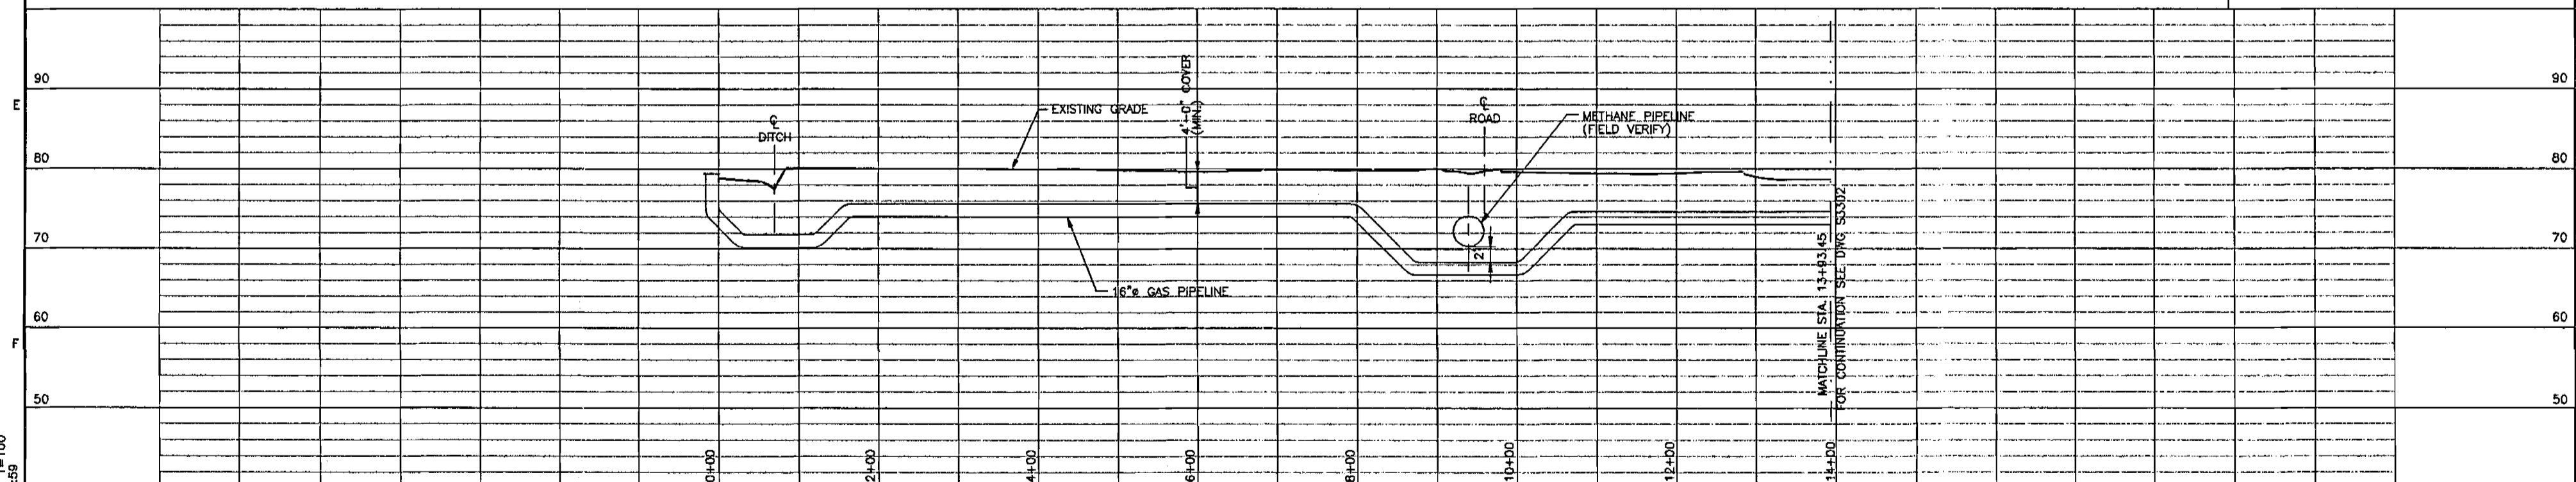 90
90
E
4'-0" COVER
(MIN.)
EXISTING GRADE
℄
DITCH
℄
ROAD
METHANE PIPELINE
(FIELD VERIFY)
80
80
70
70
2'
16"ø GAS PIPELINE
MATCHLINE STA. 13+93.45
FOR CONTINUATION SEE DWG S3302
60
60
F
50
50
0+00
2+00
4+00
6+00
8+00
10+00
12+00
14+00